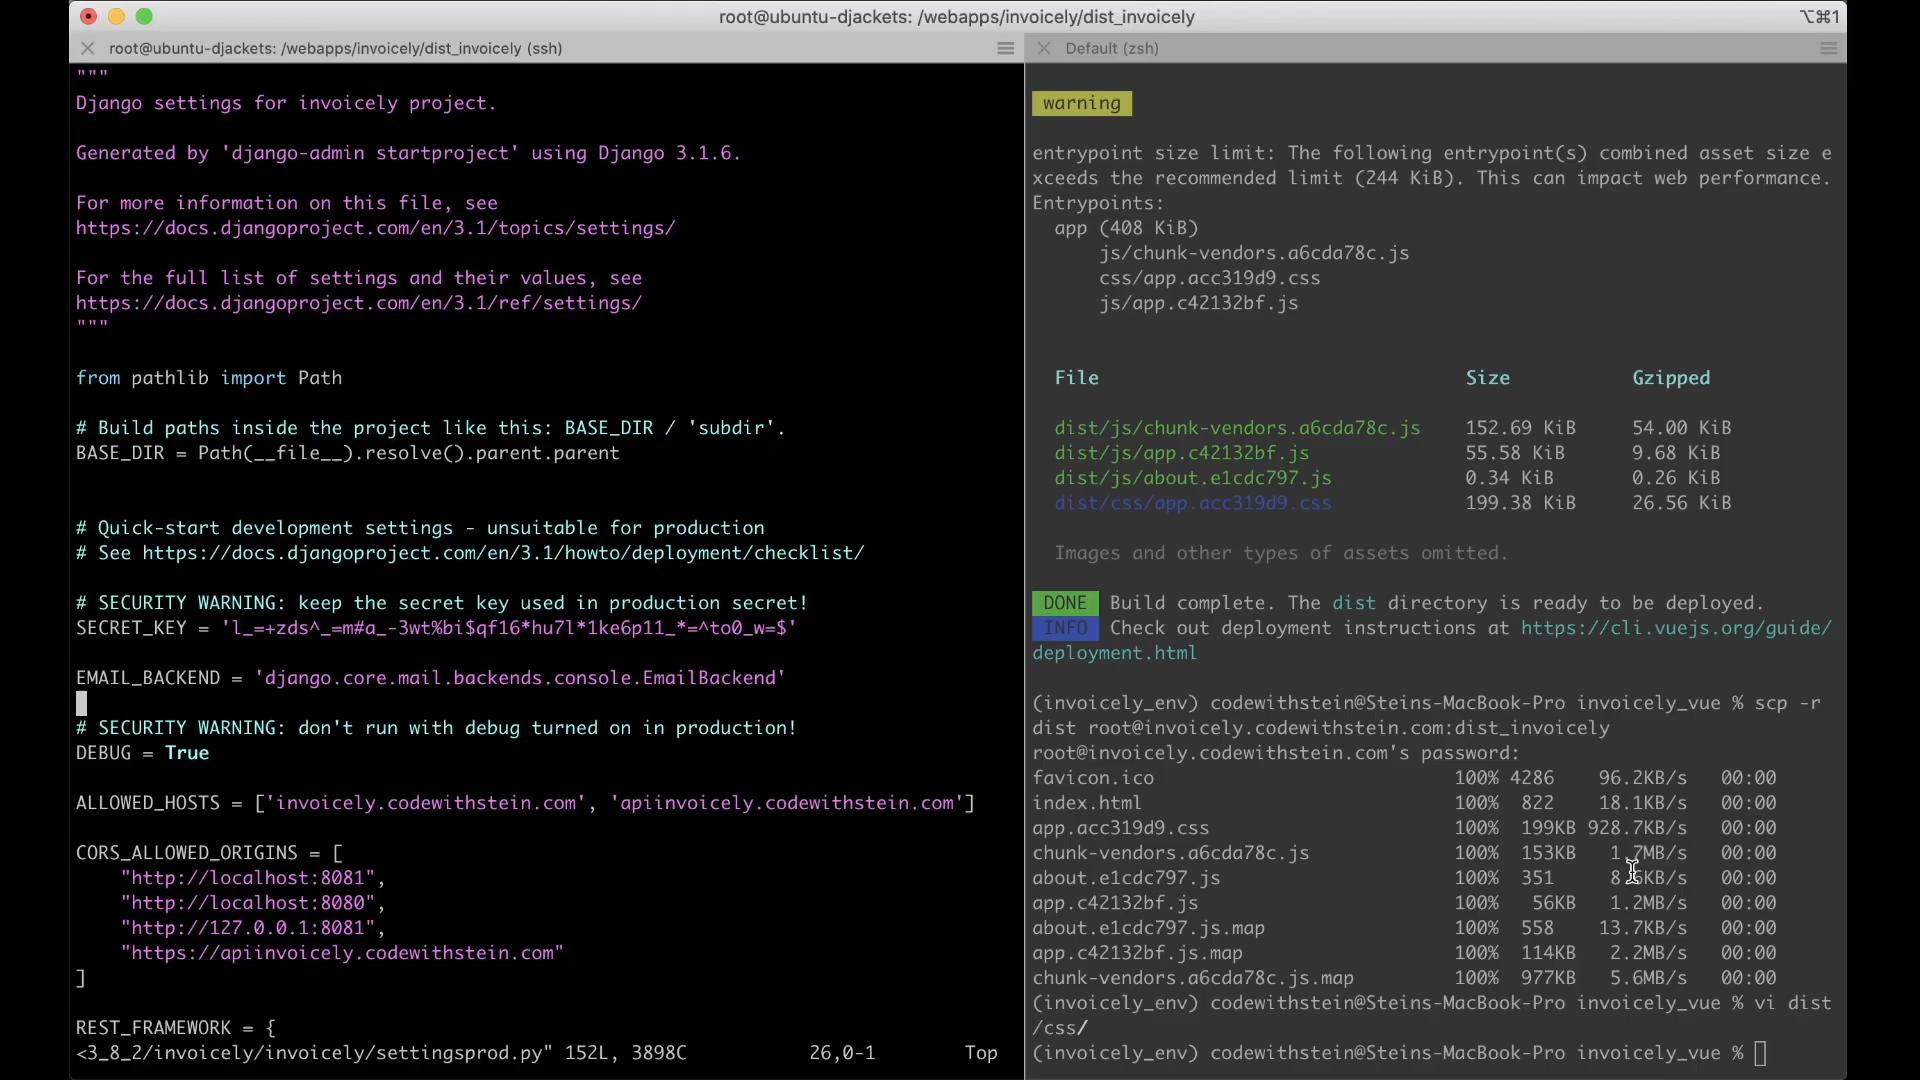 root@ubuntu-djackets: /webapps/invoicely/dist_invoicely
⌥⌘1
root@ubuntu-djackets: /webapps/invoicely/dist_invoicely (ssh)
"""
Django settings for invoicely project.
Generated by 'django-admin startproject' using Django 3.1.6.
For more information on this file, see
https://docs.djangoproject.com/en/3.1/topics/settings/
For the full list of settings and their values, see
https://docs.djangoproject.com/en/3.1/ref/settings/
"""
from pathlib import Path
# Build paths inside the project like this: BASE_DIR / 'subdir'.
BASE_DIR = Path(__file__).resolve().parent.parent
# Quick-start development settings - unsuitable for production
# See https://docs.djangoproject.com/en/3.1/howto/deployment/checklist/
# SECURITY WARNING: keep the secret key used in production secret!
SECRET_KEY = 'l_=+zds^_=m#a_-3wt%bi$qf16*hu7l*1ke6p11_*=^to0_w=$'
EMAIL_BACKEND = 'django.core.mail.backends.console.EmailBackend'
# SECURITY WARNING: don't run with debug turned on in production!
DEBUG = True
ALLOWED_HOSTS = ['invoicely.codewithstein.com', 'apiinvoicely.codewithstein.com']
CORS_ALLOWED_ORIGINS = [
    "http://localhost:8081",
    "http://localhost:8080",
    "http://127.0.0.1:8081",
    "https://apiinvoicely.codewithstein.com"
]
REST_FRAMEWORK = {
<3_8_2/invoicely/invoicely/settingsprod.py" 152L, 3898C 26,0-1 Top
Default (zsh)
warning
entrypoint size limit: The following entrypoint(s) combined asset size e
xceeds the recommended limit (244 KiB). This can impact web performance.
Entrypoints:
  app (408 KiB)
      js/chunk-vendors.a6cda78c.js
      css/app.acc319d9.css
      js/app.c42132bf.js
File Size Gzipped
dist/js/chunk-vendors.a6cda78c.js 152.69 KiB 54.00 KiB
dist/js/app.c42132bf.js 55.58 KiB 9.68 KiB
dist/js/about.e1cdc797.js 0.34 KiB 0.26 KiB
dist/css/app.acc319d9.css 199.38 KiB 26.56 KiB
Images and other types of assets omitted.
DONE Build complete. The dist directory is ready to be deployed.
INFO Check out deployment instructions at https://cli.vuejs.org/guide/
deployment.html
(invoicely_env) codewithstein@Steins-MacBook-Pro invoicely_vue % scp -r
dist root@invoicely.codewithstein.com:dist_invoicely
root@invoicely.codewithstein.com's password:
favicon.ico 100% 4286 96.2KB/s 00:00
index.html 100% 822 18.1KB/s 00:00
app.acc319d9.css 100% 199KB 928.7KB/s 00:00
chunk-vendors.a6cda78c.js 100% 153KB 1.7MB/s 00:00
about.e1cdc797.js 100% 351 8.6KB/s 00:00
app.c42132bf.js 100% 56KB 1.2MB/s 00:00
about.e1cdc797.js.map 100% 558 13.7KB/s 00:00
app.c42132bf.js.map 100% 114KB 2.2MB/s 00:00
chunk-vendors.a6cda78c.js.map 100% 977KB 5.6MB/s 00:00
(invoicely_env) codewithstein@Steins-MacBook-Pro invoicely_vue % vi dist
/css/
(invoicely_env) codewithstein@Steins-MacBook-Pro invoicely_vue %